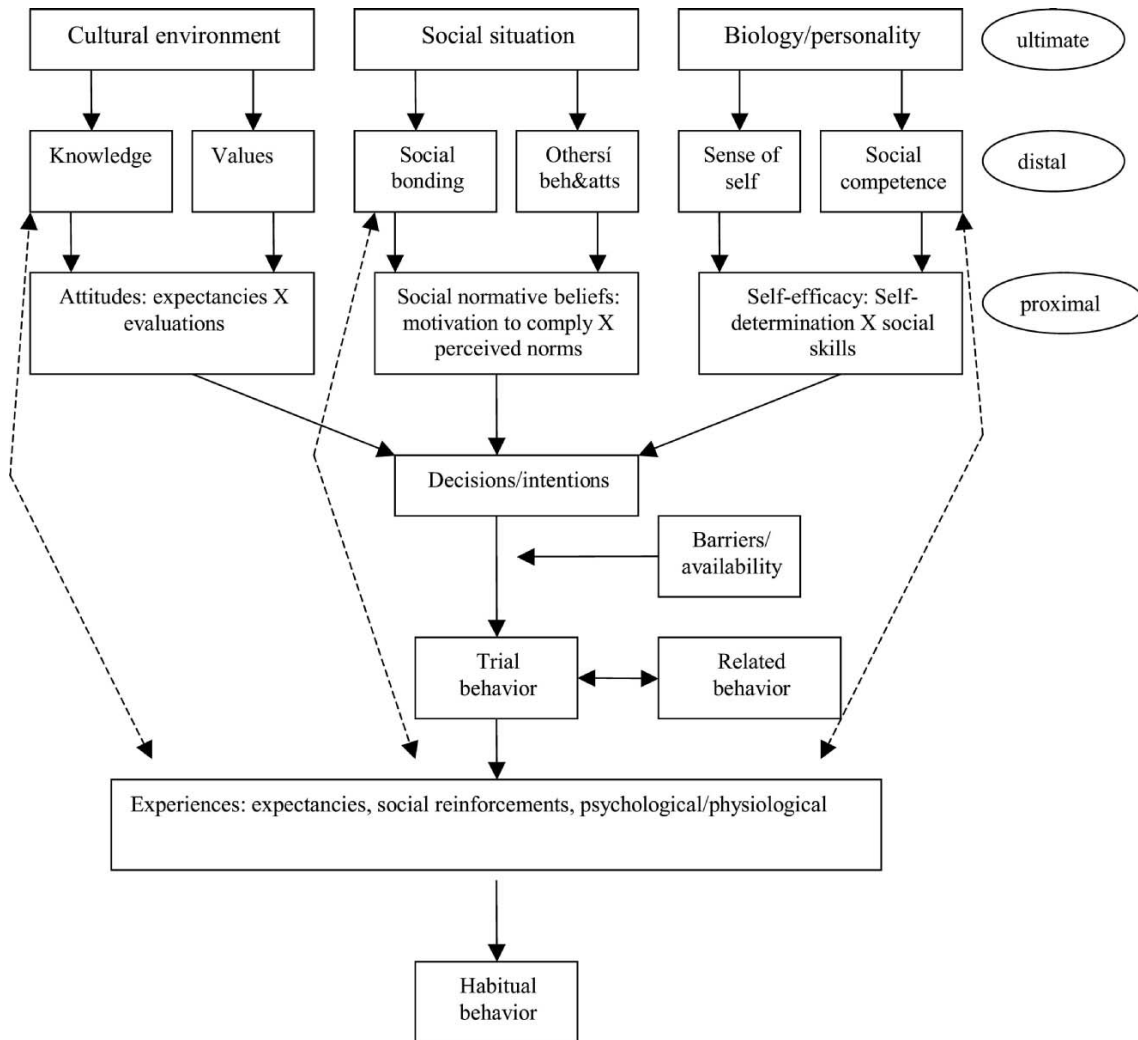 Cultural environment
Social situation
Biology/personality
ultimate
Knowledge
Values
Social
bonding
Othersí
beh&atts
Sense of
self
Social
competence
distal
Attitudes: expectancies X
evaluations
Social normative beliefs:
motivation to comply X
perceived norms
Self-efficacy: Self-
determination X social
skills
proximal
Decisions/intentions
Barriers/
availability
Trial
behavior
Related
behavior
Experiences: expectancies, social reinforcements, psychological/physiological
Habitual
behavior